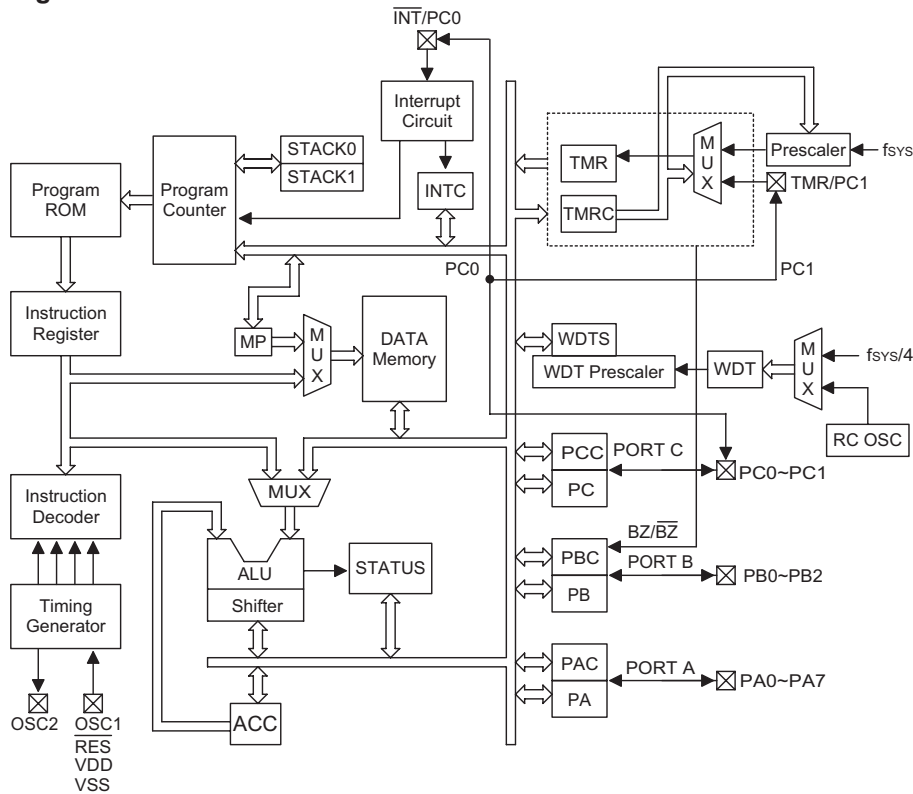 INT/PC0
Interrupt
Circuit
STACK0
STACK1
Program
ROM
Program
Counter
INTC
TMR
TMRC
M
U
X
Prescaler
fSYS
TMR/PC1
PC0
PC1
Instruction
Register
MP
M
U
X
DATA
Memory
WDTS
WDT Prescaler
WDT
M
U
X
fSYS/4
RC OSC
PCC
PC
PORT C
PC0~PC1
Instruction
Decoder
MUX
ALU
Shifter
STATUS
BZ/BZ
PBC
PB
PORT B
PB0~PB2
Timing
Generator
PAC
PA
PORT A
PA0~PA7
ACC
OSC2
OSC1
RES
VDD
VSS